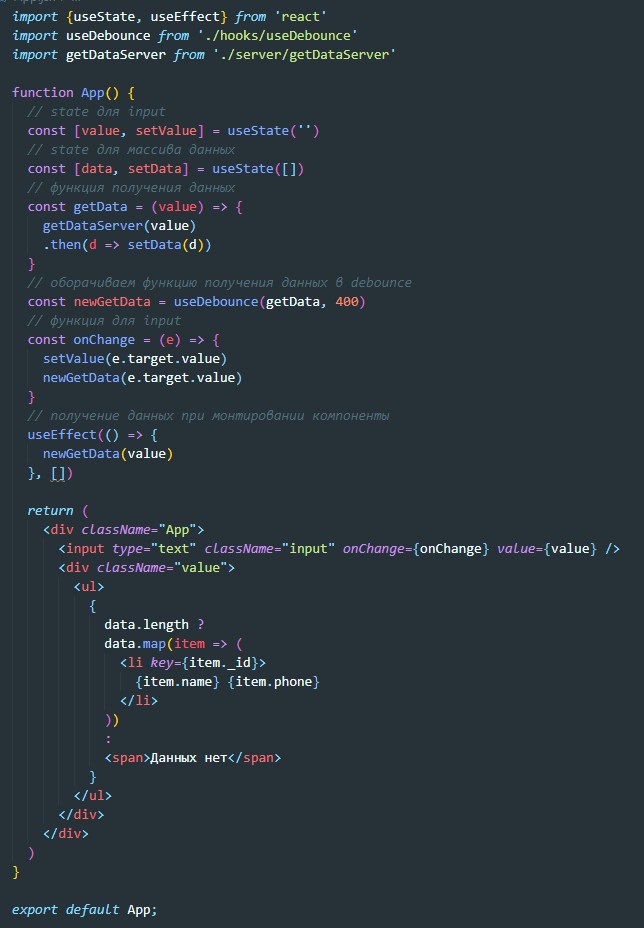 import {useState, useEffect} from 'react'
import useDebounce from './hooks/useDebounce'
import getDataServer from './server/getDataServer'

function App() {
  // state для input
  const [value, setValue] = useState('')
  // state для массива данных
  const [data, setData] = useState([])
  // функция получения данных
  const getData = (value) => {
    getDataServer(value)
    .then(d => setData(d))
  }
  // оборачиваем функцию получения данных в debounce
  const newGetData = useDebounce(getData, 400)
  // функция для input
  const onChange = (e) => {
    setValue(e.target.value)
    newGetData(e.target.value)
  }
  // получение данных при монтировании компоненты
  useEffect(() => {
    newGetData(value)
  }, [])

  return (
    <div className="App">
      <input type="text" className="input" onChange={onChange} value={value} />
      <div className="value">
        <ul>
          {
            data.length ?
            data.map(item => (
              <li key={item._id}>
                {item.name} {item.phone}
              </li>
            ))
            :
            <span>Данных нет</span>
          }
        </ul>
      </div>
    </div>
  )
}

export default App;